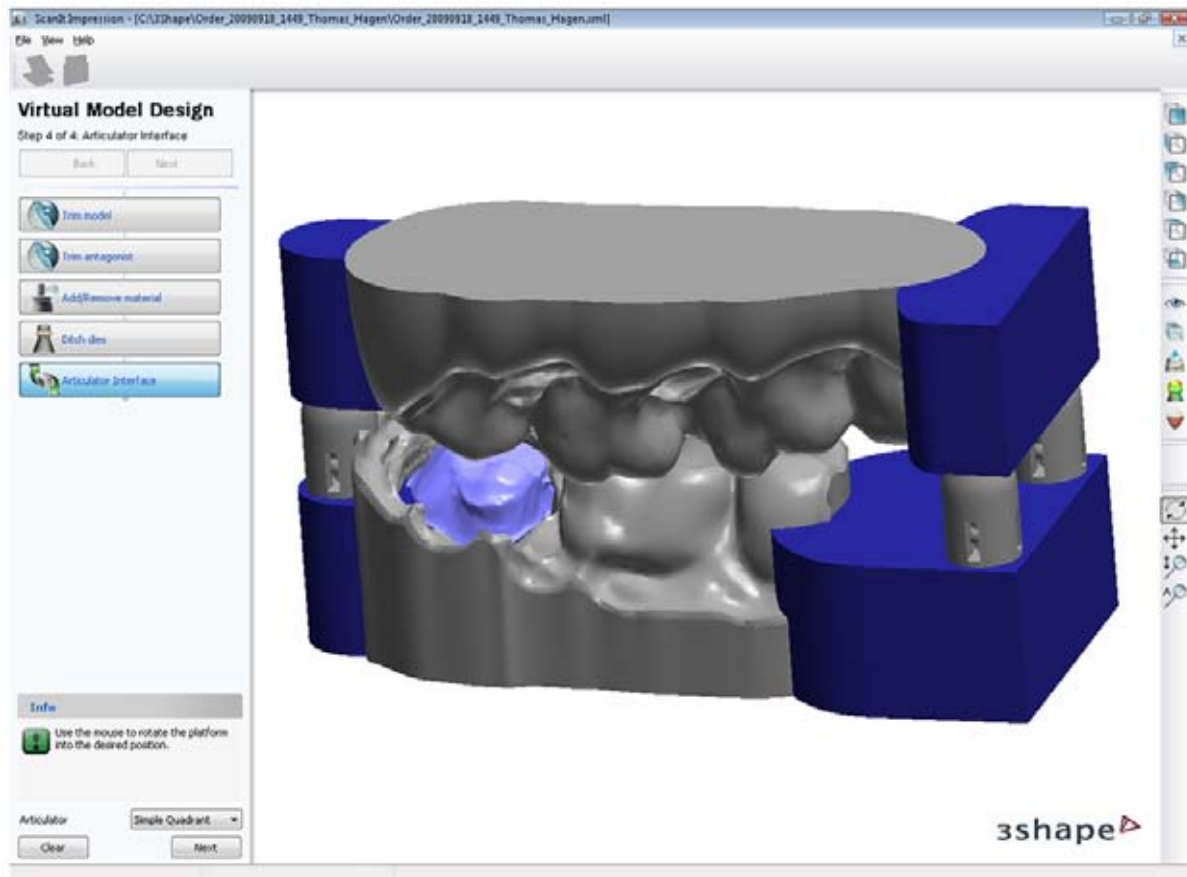 ScanIt Impression - [C:\3Shape\Order_20090918_1449_Thomas_Hagen\Order_20090918_1449_Thomas_Hagen.xml]
File View Help
Virtual Model Design
Step 4 of 4: Articulator Interface
Back Next
Trim model
Trim antagonist
Add/Remove material
Ditch dies
Articulator Interface
Info
Use the mouse to rotate the platform
into the desired position.
Articulator Simple Quadrant
Clear Next
3shape